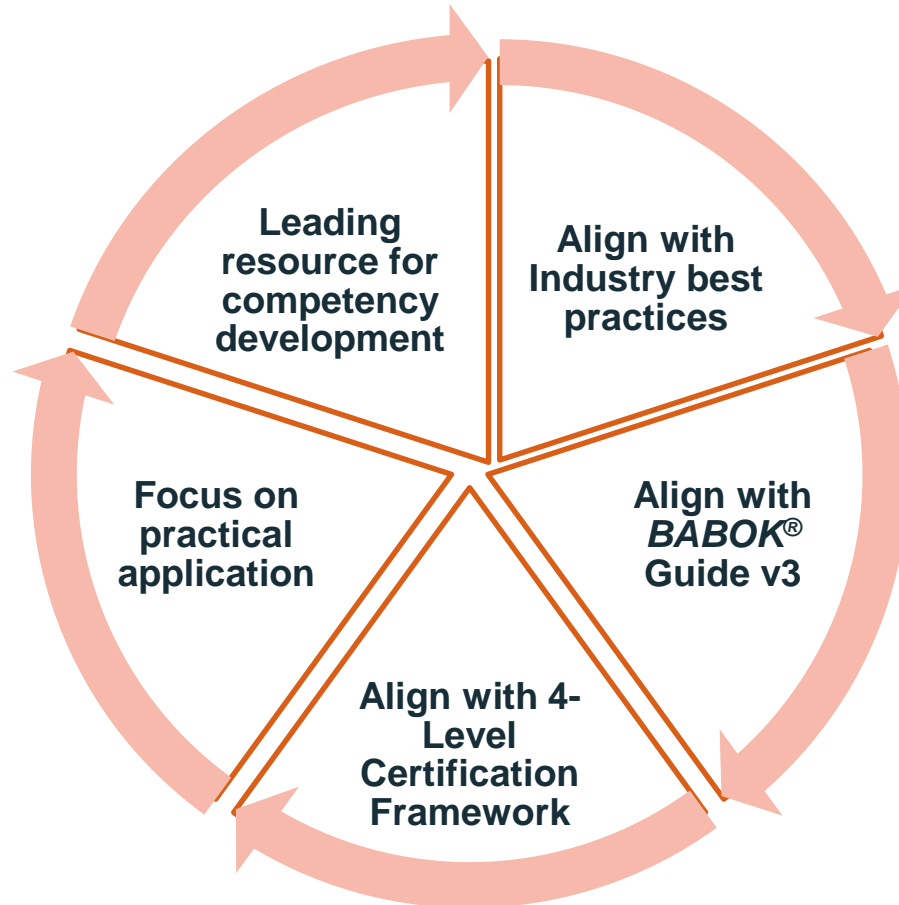 Leading
resource for
competency
development
Align with
Industry best
practices
Focus on
practical
application
Align with
BABOK®
Guide v3
Align with 4-
Level
Certification
Framework